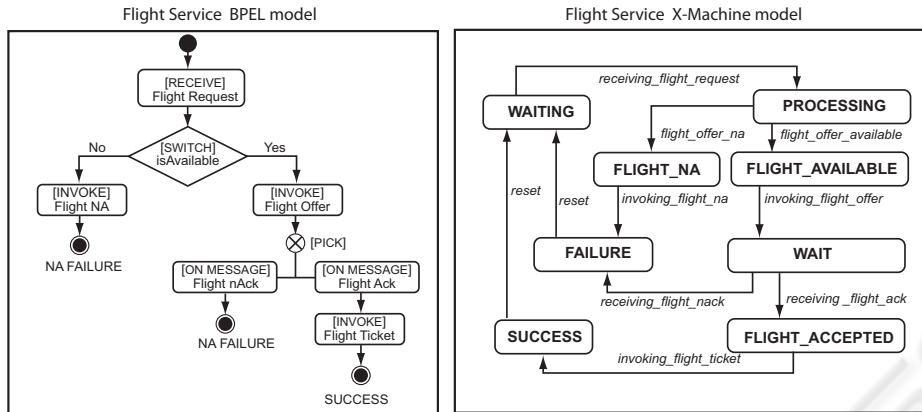 Flight Service BPEL model
[RECEIVE]
Flight Request
No
[SWITCH]
isAvailable
Yes
[INVOKE]
Flight NA
[INVOKE]
Flight Offer
NA FAILURE
[PICK]
[ON MESSAGE]
Flight nAck
[ON MESSAGE]
Flight Ack
NA FAILURE
[INVOKE]
Flight Ticket
SUCCESS
Flight Service X-Machine model
receiving_flight_request
WAITING
PROCESSING
flight_offer_na
flight_offer_available
FLIGHT_NA
FLIGHT_AVAILABLE
reset
reset
invoking_flight_na
invoking_flight_offer
FAILURE
WAIT
receiving_flight_nack
receiving _flight_ack
SUCCESS
FLIGHT_ACCEPTED
invoking_flight_ticket